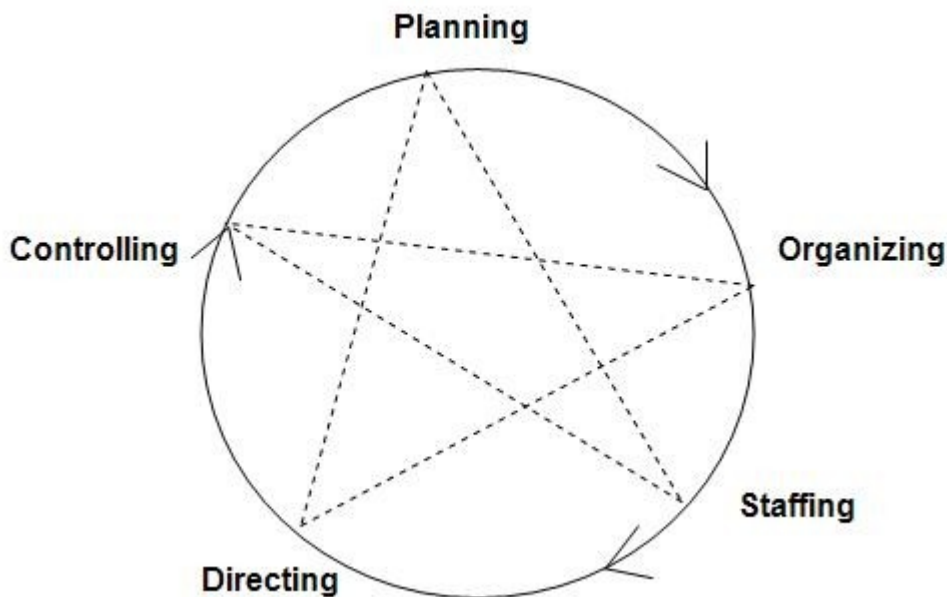 Planning
Organizing
Staffing
Directing
Controlling